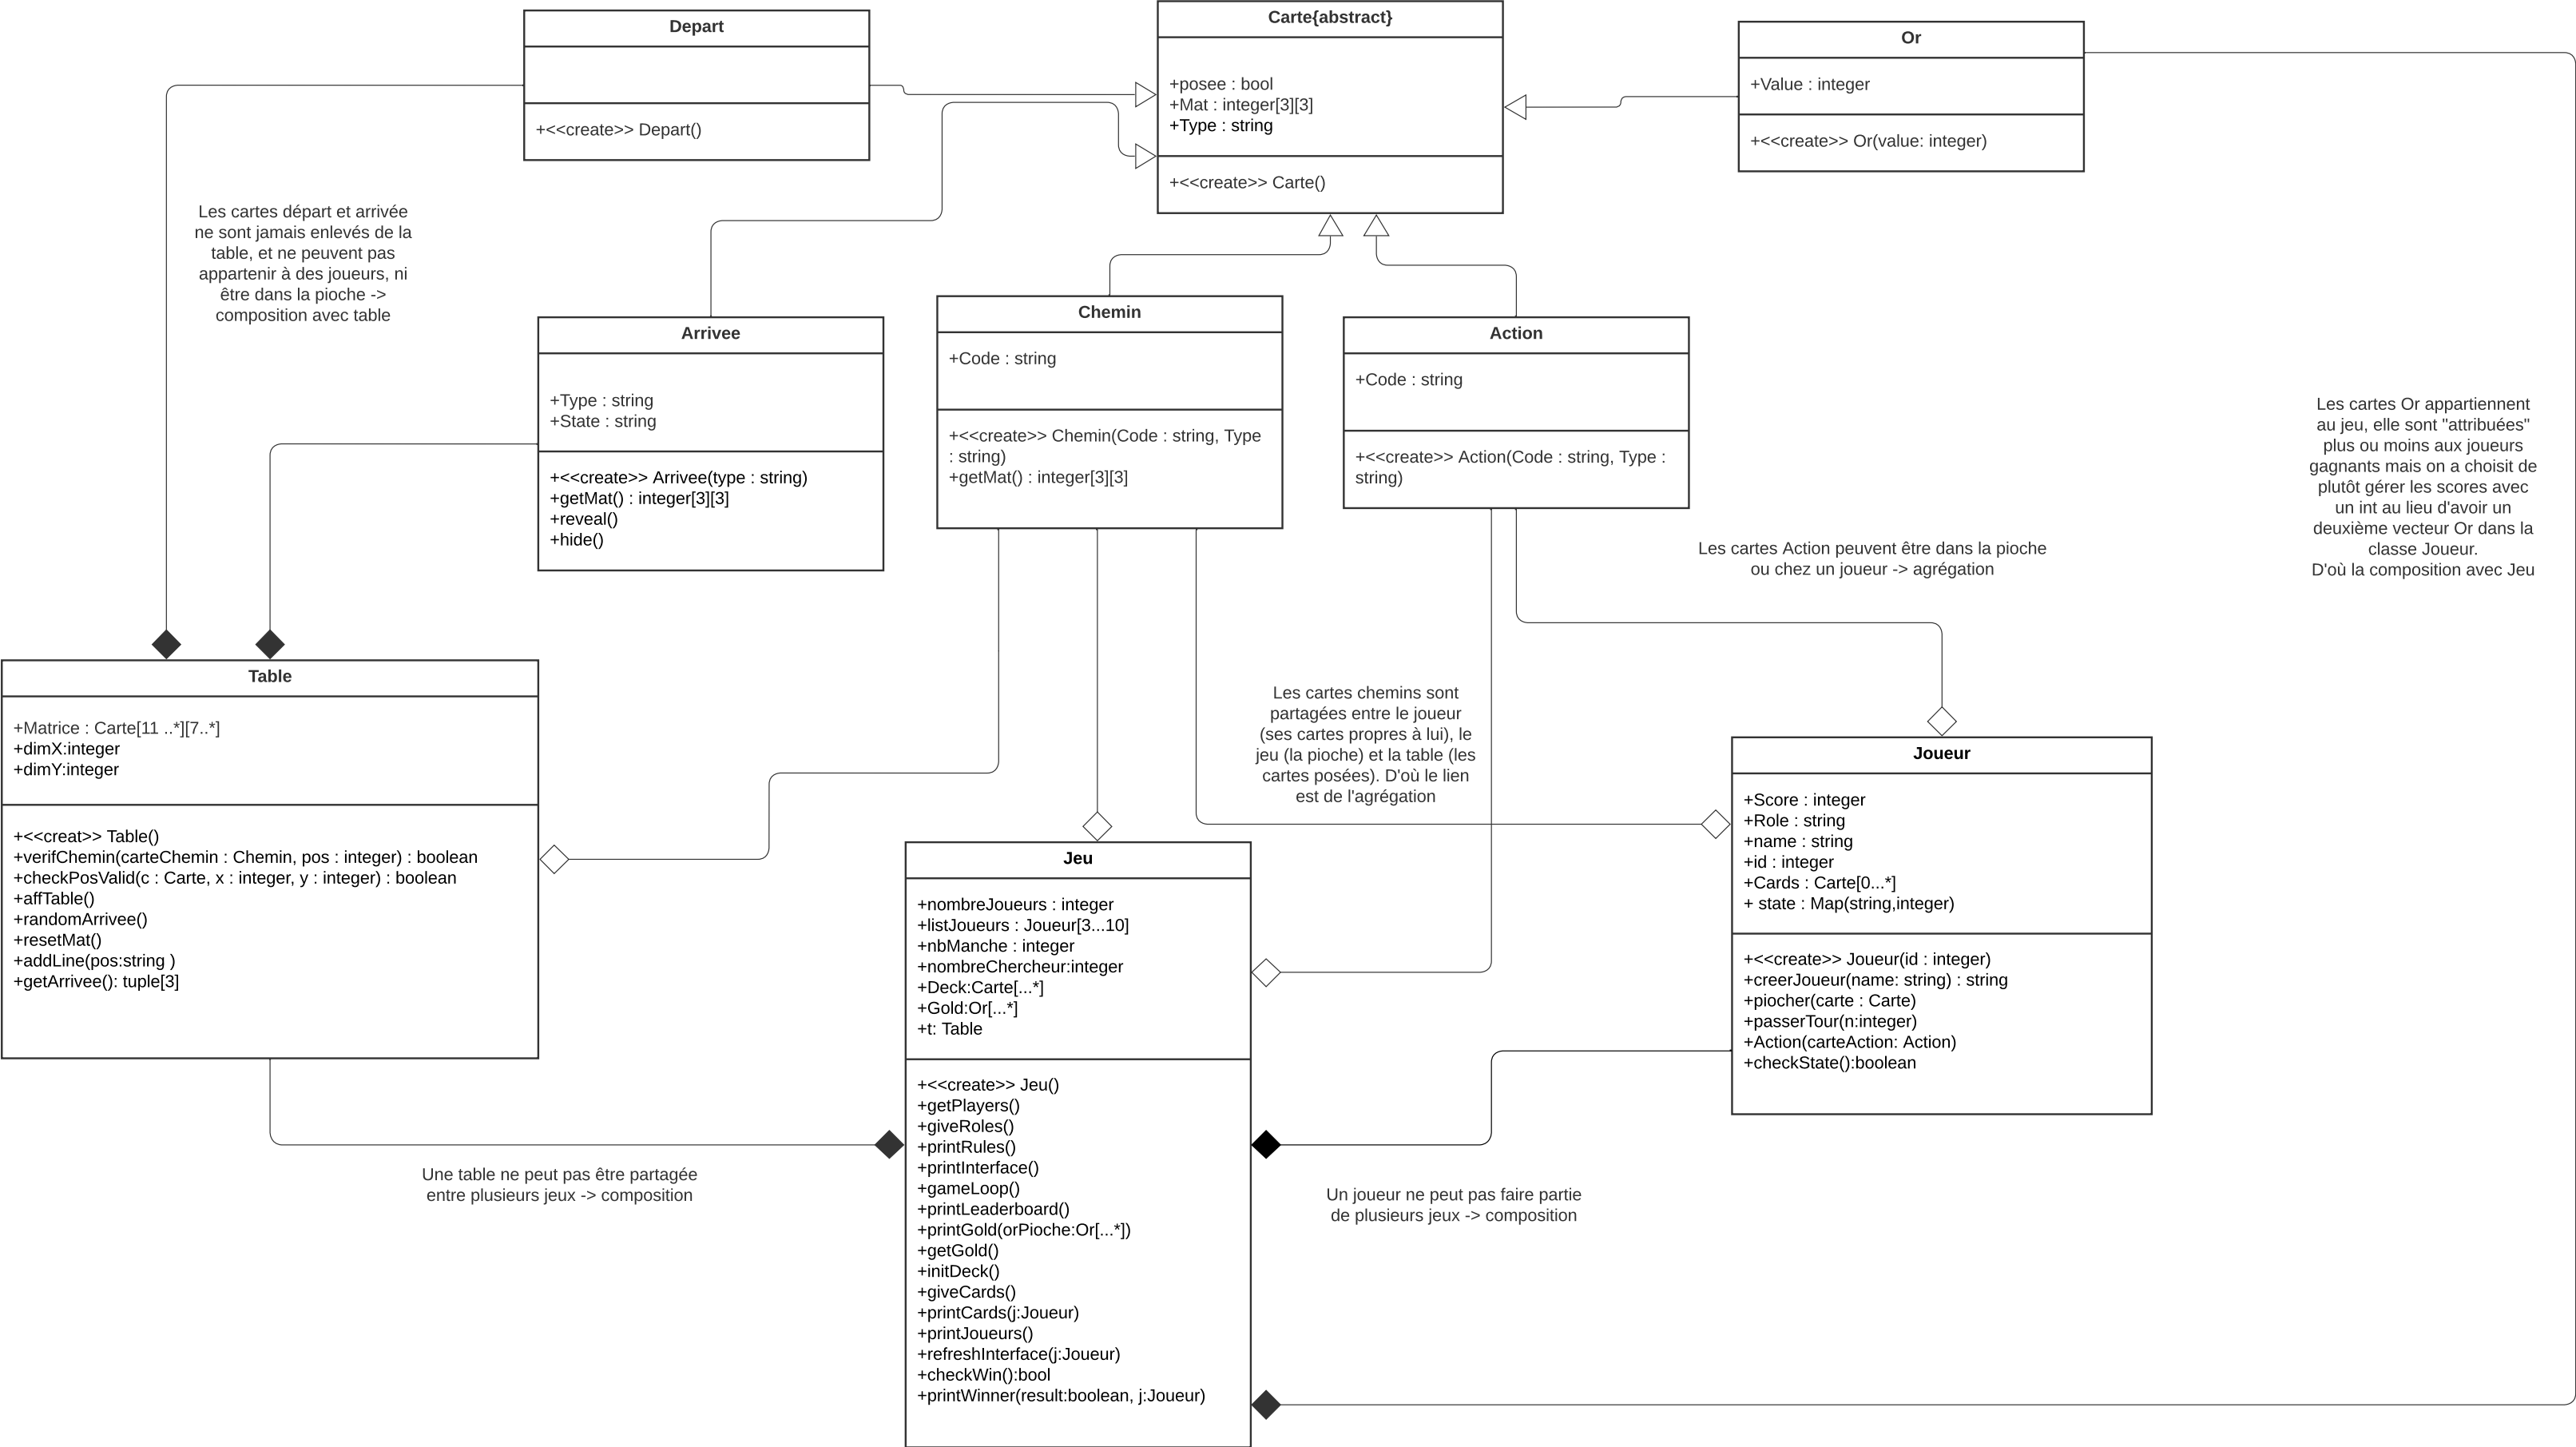 Depart
+<<create>> Depart()
Carte{abstract}
+posee : bool
+Mat : integer[3][3]
+Type : string
+<<create>> Carte()
Or
+Value : integer
+<<create>> Or(value: integer)
Les cartes départ et arrivée
ne sont jamais enlevés de la
table, et ne peuvent pas
appartenir à des joueurs, ni
être dans la pioche ->
composition avec table
Arrivee
+Type : string
+State : string
+<<create>> Arrivee(type : string)
+getMat() : integer[3][3]
+reveal()
+hide()
Chemin
+Code : string
+<<create>> Chemin(Code : string, Type
: string)
+getMat() : integer[3][3]
Action
+Code : string
+<<create>> Action(Code : string, Type :
string)
Les cartes Or appartiennent
au jeu, elle sont "attribuées"
plus ou moins aux joueurs
gagnants mais on a choisit de
plutôt gérer les scores avec
un int au lieu d'avoir un
deuxième vecteur Or dans la
classe Joueur.
D'où la composition avec Jeu
Les cartes Action peuvent être dans la pioche
ou chez un joueur -> agrégation
Les cartes chemins sont
partagées entre le joueur
(ses cartes propres à lui), le
jeu (la pioche) et la table (les
cartes posées). D'où le lien
est de l'agrégation
Table
+Matrice : Carte[11 ..*][7..*]
+dimX:integer
+dimY:integer
+<<creat>> Table()
+verifChemin(carteChemin : Chemin, pos : integer) : boolean
+checkPosValid(c : Carte, x : integer, y : integer) : boolean
+affTable()
+randomArrivee()
+resetMat()
+addLine(pos:string )
+getArrivee(): tuple[3]
Jeu
+nombreJoueurs : integer
+listJoueurs : Joueur[3...10]
+nbManche : integer
+nombreChercheur:integer
+Deck:Carte[...*]
+Gold:Or[...*]
+t: Table
+<<create>> Jeu()
+getPlayers()
+giveRoles()
+printRules()
+printInterface()
+gameLoop()
+printLeaderboard()
+printGold(orPioche:Or[...*])
+getGold()
+initDeck()
+giveCards()
+printCards(j:Joueur)
+printJoueurs()
+refreshInterface(j:Joueur)
+checkWin():bool
+printWinner(result:boolean, j:Joueur)
Joueur
+Score : integer
+Role : string
+name : string
+id : integer
+Cards : Carte[0...*]
+ state : Map(string,integer)
+<<create>> Joueur(id : integer)
+creerJoueur(name: string) : string
+piocher(carte : Carte)
+passerTour(n:integer)
+Action(carteAction: Action)
+checkState():boolean
Une table ne peut pas être partagée
entre plusieurs jeux -> composition
Un joueur ne peut pas faire partie
de plusieurs jeux -> composition